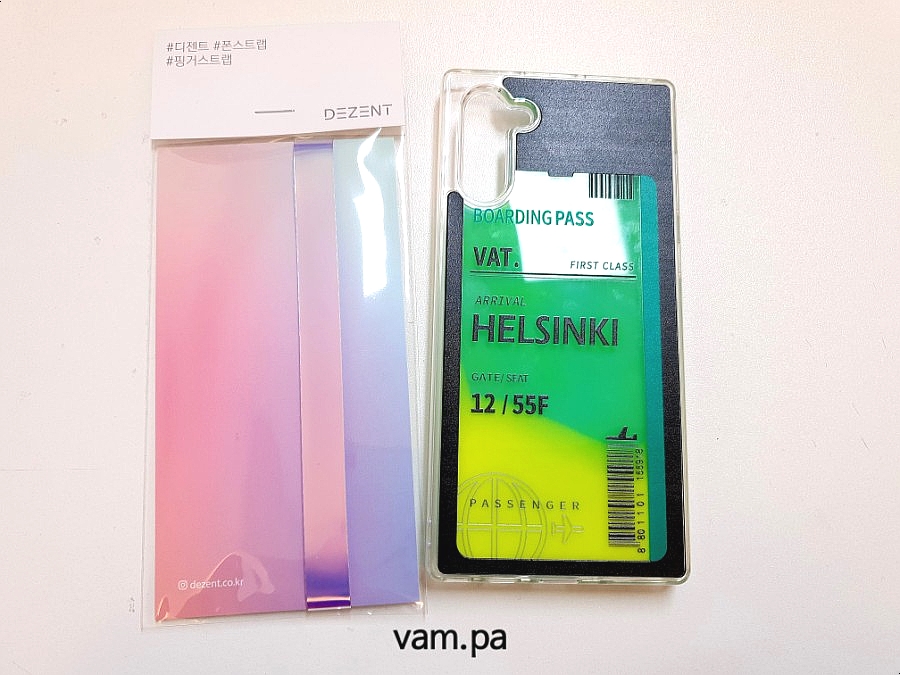 #디젠트 #폰스트랩
#핑거스트랩
DEZENT
dezent.co.kr
BOARDING PASS
VAT.
FIRST CLASS
ARRIVAL
HELSINKI
GATE/SEAT
12 / 55F
PASSENGER
vam.pa